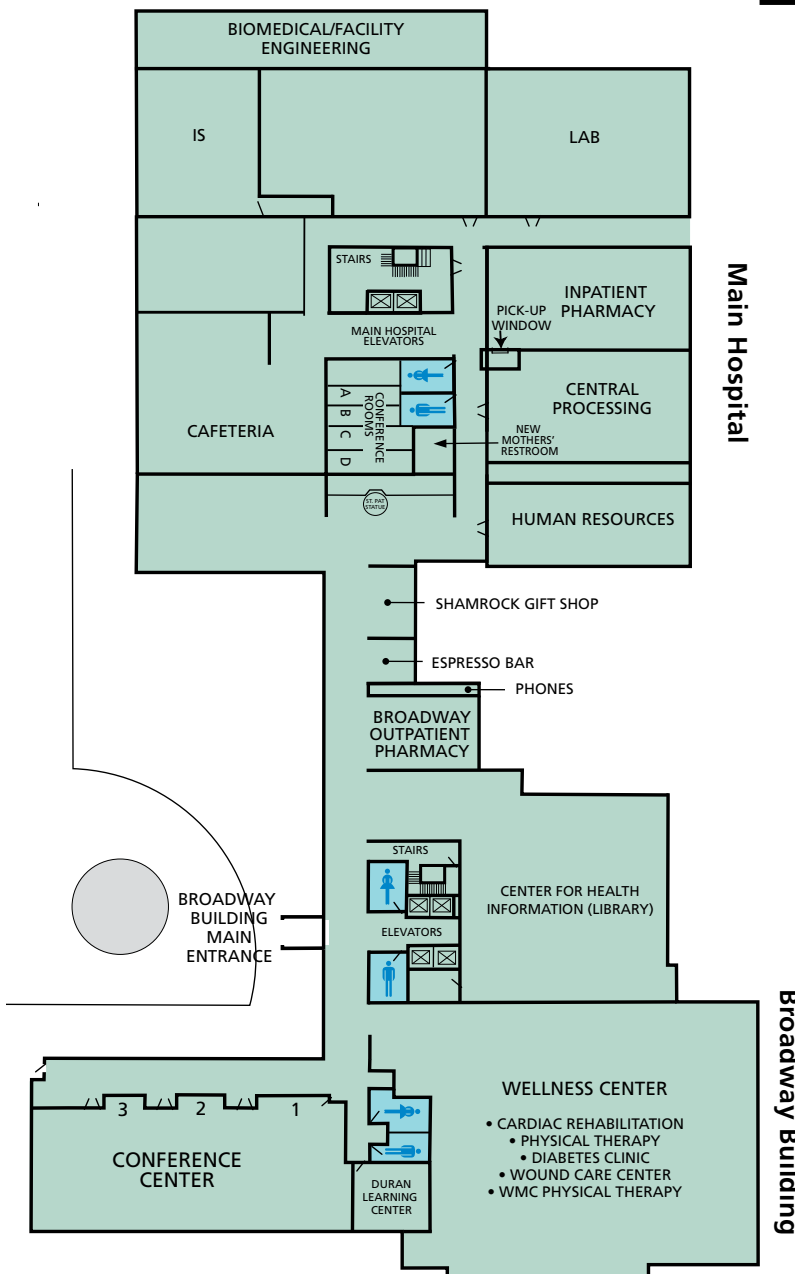 BIOMEDICAL/FACILITY
ENGINEERING
IS
LAB
STAIRS
INPATIENT
PHARMACY
PICK-UP
WINDOW
MAIN HOSPITAL
ELEVATORS
Main Hospital
CENTRAL
PROCESSING
A
B
C
D
CONFERENCE
ROOMS
CAFETERIA
NEW
MOTHERS'
RESTROOM
ST. PAT
STATUE
HUMAN RESOURCES
SHAMROCK GIFT SHOP
ESPRESSO BAR
PHONES
BROADWAY
OUTPATIENT
PHARMACY
STAIRS
CENTER FOR HEALTH
INFORMATION (LIBRARY)
BROADWAY
BUILDING
MAIN
ENTRANCE
ELEVATORS
Broadway Building
WELLNESS CENTER
• CARDIAC REHABILITATION
• PHYSICAL THERAPY
• DIABETES CLINIC
• WOUND CARE CENTER
• WMC PHYSICAL THERAPY
3
2
1
CONFERENCE
CENTER
DURAN
LEARNING
CENTER